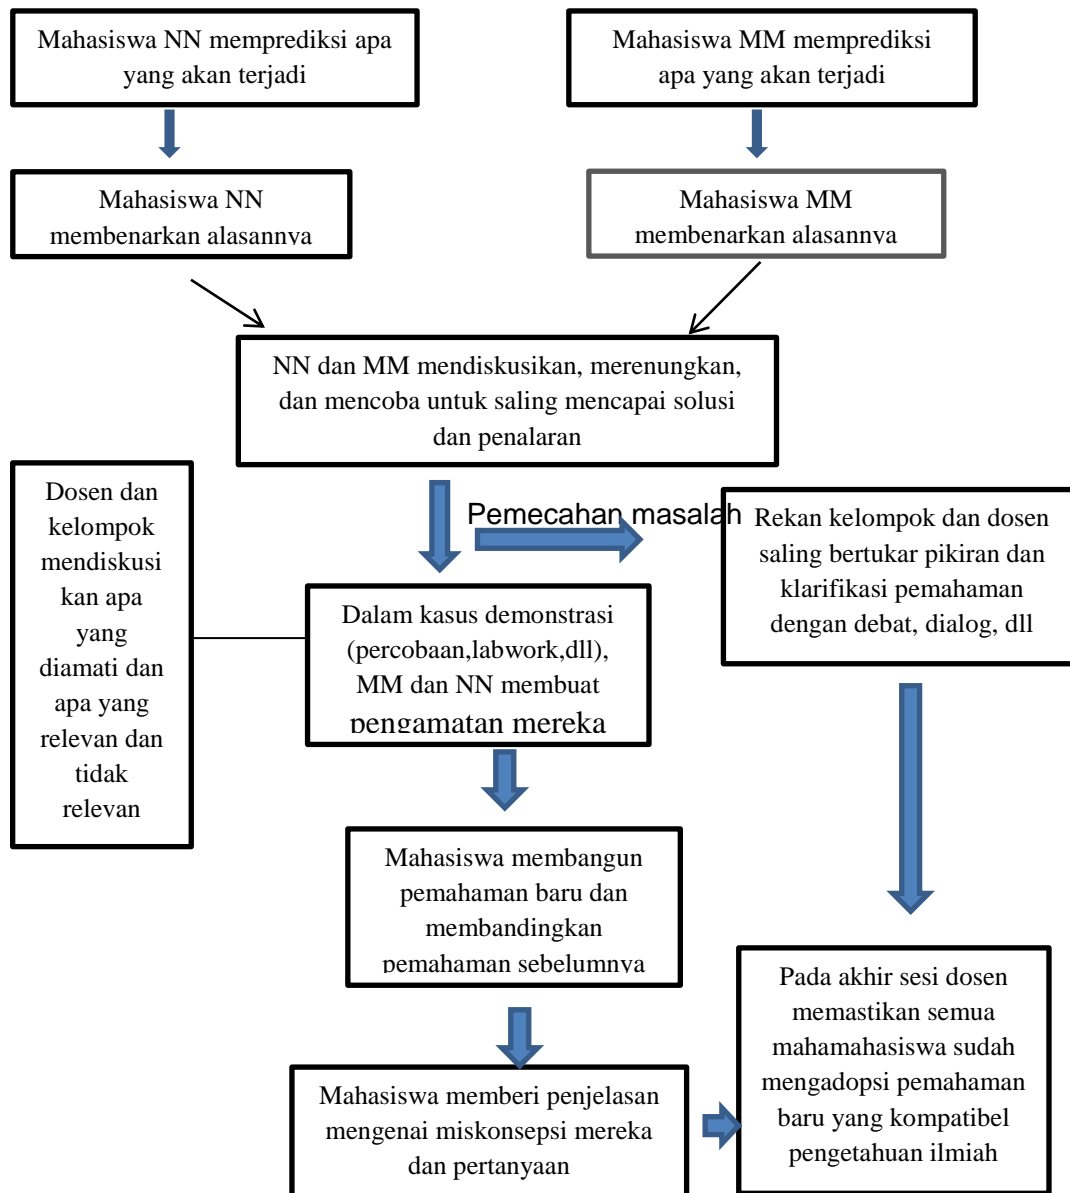 Mahasiswa NN memprediksi apa
yang akan terjadi
Mahasiswa MM memprediksi
apa yang akan terjadi
Mahasiswa NN
membenarkan alasannya
Mahasiswa MM
membenarkan alasannya
NN dan MM mendiskusikan, merenungkan,
dan mencoba untuk saling mencapai solusi
dan penalaran
Dosen dan
kelompok
mendiskusi
kan apa
yang
diamati dan
apa yang
relevan dan
tidak
relevan
Pemecahan masalah
Rekan kelompok dan dosen
saling bertukar pikiran dan
klarifikasi pemahaman
dengan debat, dialog, dll
Dalam kasus demonstrasi
(percobaan,labwork,dll),
MM dan NN membuat
pengamatan mereka
Mahasiswa membangun
pemahaman baru dan
membandingkan
pemahaman sebelumnya
Mahasiswa memberi penjelasan
mengenai miskonsepsi mereka
dan pertanyaan
Pada akhir sesi dosen
memastikan semua
mahamahasiswa sudah
mengadopsi pemahaman
baru yang kompatibel
pengetahuan ilmiah